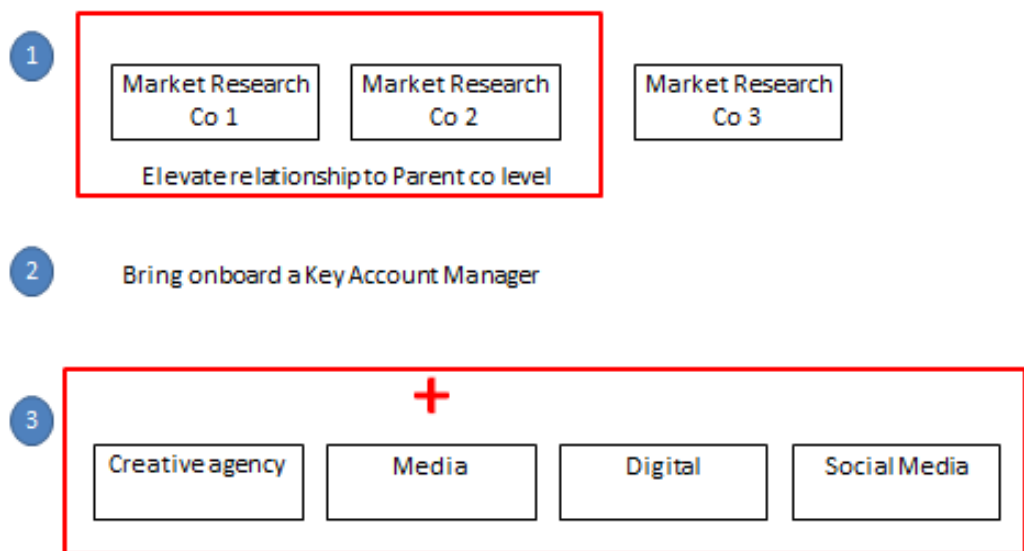 1
Market Research
Co 1
Market Research
Co 2
Market Research
Co 3
Elevate relationship to Parent co level
2
Bring onboard a Key Account Manager
3
+
Creative agency
Media
Digital
Social Media